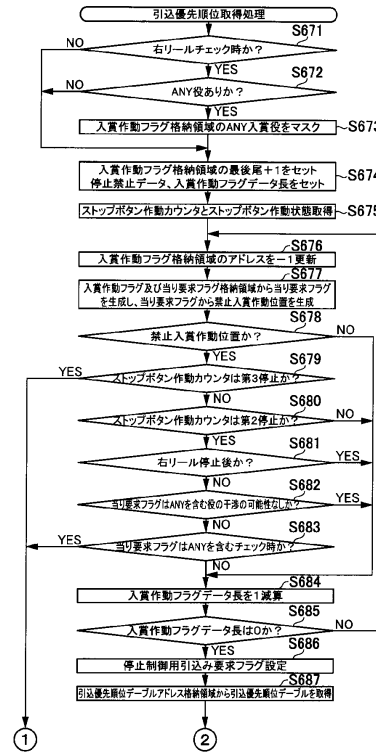 引込優先順位取得処理
S671
右リールチェック時か?
NO
YES
S672
ANY役ありか?
NO
YES
入賞作動フラグ格納領域のANY入賞役をマスク
S673
入賞作動フラグ格納領域の最後尾+1をセット
停止禁止データ、入賞作動フラグデータ長をセット
S674
ストップボタン作動カウンタとストップボタン作動状態取得
S675
S676
入賞作動フラグ格納領域のアドレスを-1更新
S677
入賞作動フラグ及び当り要求フラグ格納領域から当り要求フラグ
を生成し、当り要求フラグから禁止入賞作動位置を生成
S678
禁止入賞作動位置か?
NO
YES
S679
YES
ストップボタン作動カウンタは第3停止か?
NO
S680
ストップボタン作動カウンタは第2停止か?
NO
YES
S681
右リール停止後か?
YES
NO
S682
当り要求フラグはANYを含む役の干渉の可能性なしか?
YES
NO
S683
YES
当り要求フラグはANYを含むチェック時か?
NO
S684
入賞作動フラグデータ長を1減算
S685
入賞作動フラグデータ長は0か?
NO
YES
S686
停止制御用引込み要求フラグ設定
S687
引込優先順位テーブルアドレス格納領域から引込優先順位テーブルを取得
1
2